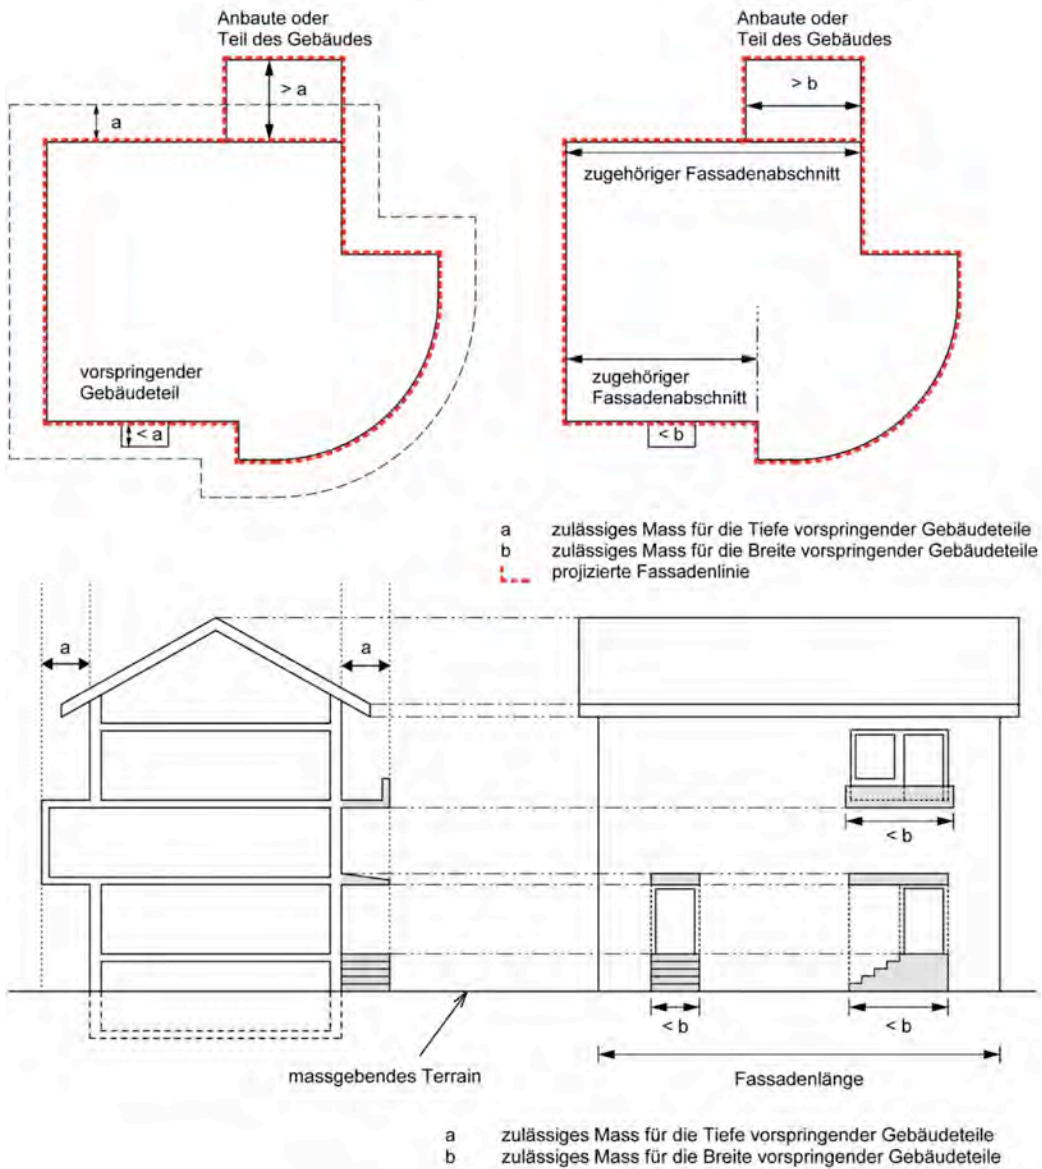 Anbaute oder
Teil des Gebäudes
> a
a
vorspringender
Gebäudeteil
< a
Anbaute oder
Teil des Gebäudes
> b
zugehöriger Fassadenabschnitt
zugehöriger
Fassadenabschnitt
< b
a zulässiges Mass für die Tiefe vorspringender Gebäudeteile
b zulässiges Mass für die Breite vorspringender Gebäudeteile
projizierte Fassadenlinie
a
a
< b
< b
< b
massgebendes Terrain
Fassadenlänge
a zulässiges Mass für die Tiefe vorspringender Gebäudeteile
b zulässiges Mass für die Breite vorspringender Gebäudeteile